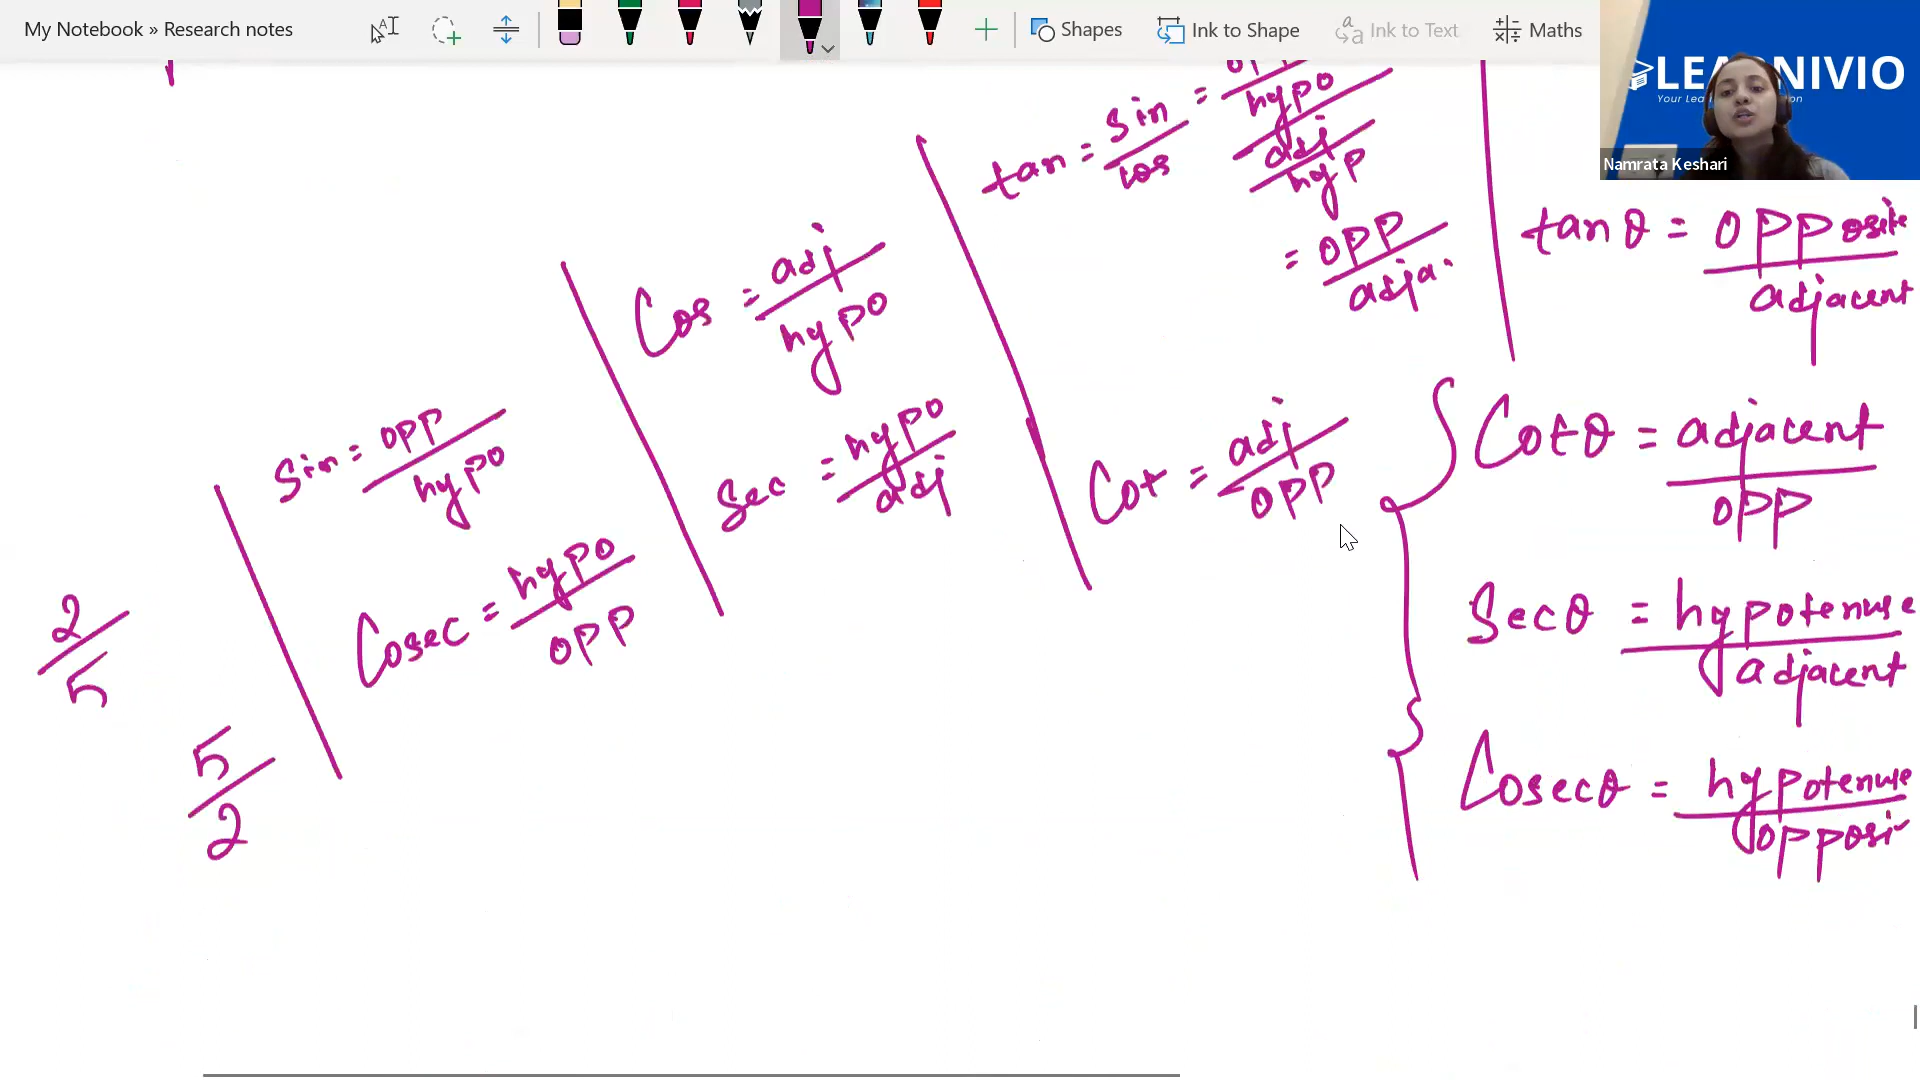 My Notebook » Research notes
Shapes
Ink to Shape
Ink to Text
Maths
LEARNIVIO
Namrata Keshari
tan = sin/cos = opp/hypo / adj/hyp
= opp/adja.
tan θ = opposite/adjacent
Cos = adj/hypo
Sin = opp/hypo
Sec = hypo/adj
Cot = adj/opp
Cot θ = adjacent/opp
Cosec = hypo/opp
2/5
Sec θ = hypotenuse/adjacent
5/2
Cosec θ = hypotenuse/opposi